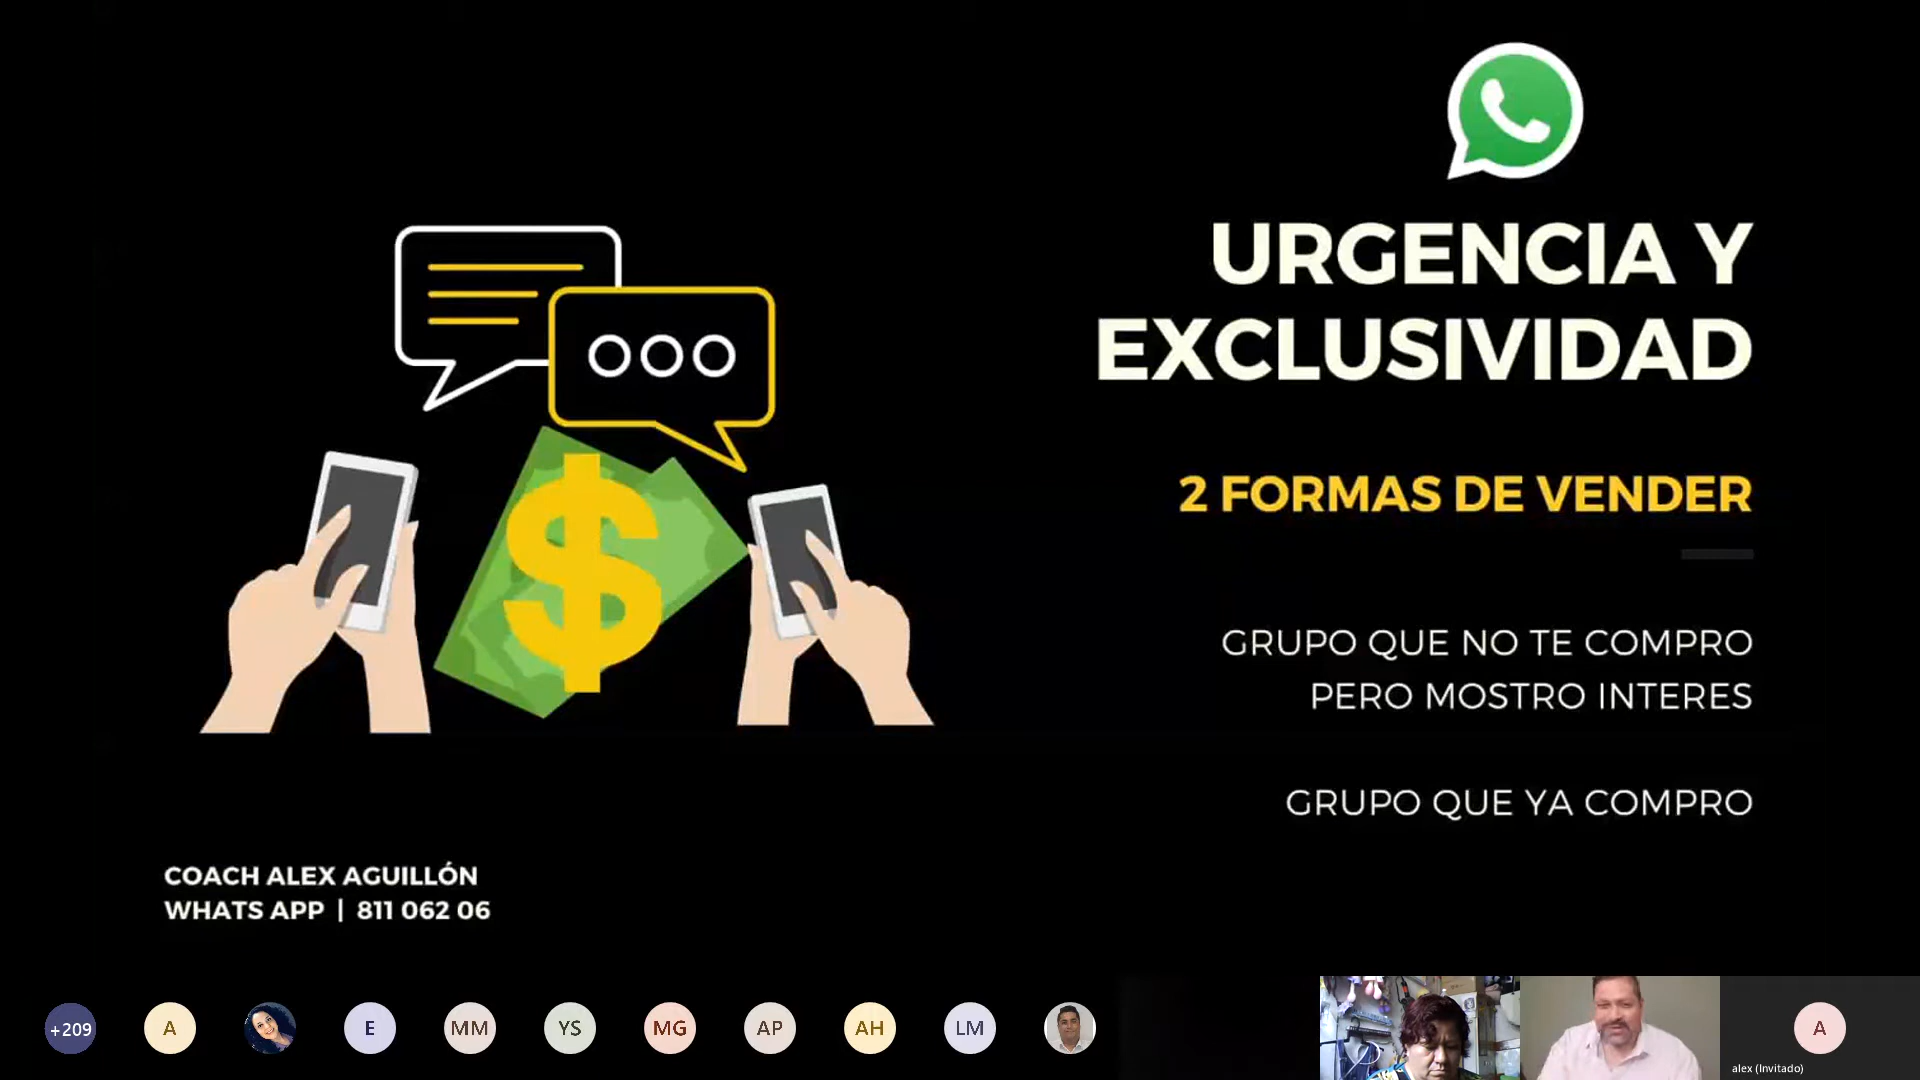 URGENCIA Y
EXCLUSIVIDAD
2 FORMAS DE VENDER
GRUPO QUE NO TE COMPRO
PERO MOSTRO INTERES
GRUPO QUE YA COMPRO
COACH ALEX AGUILLÓN
WHATS APP | 811 062 06
+209
A
E
MM
YS
MG
AP
AH
LM
A
alex (Invitado)